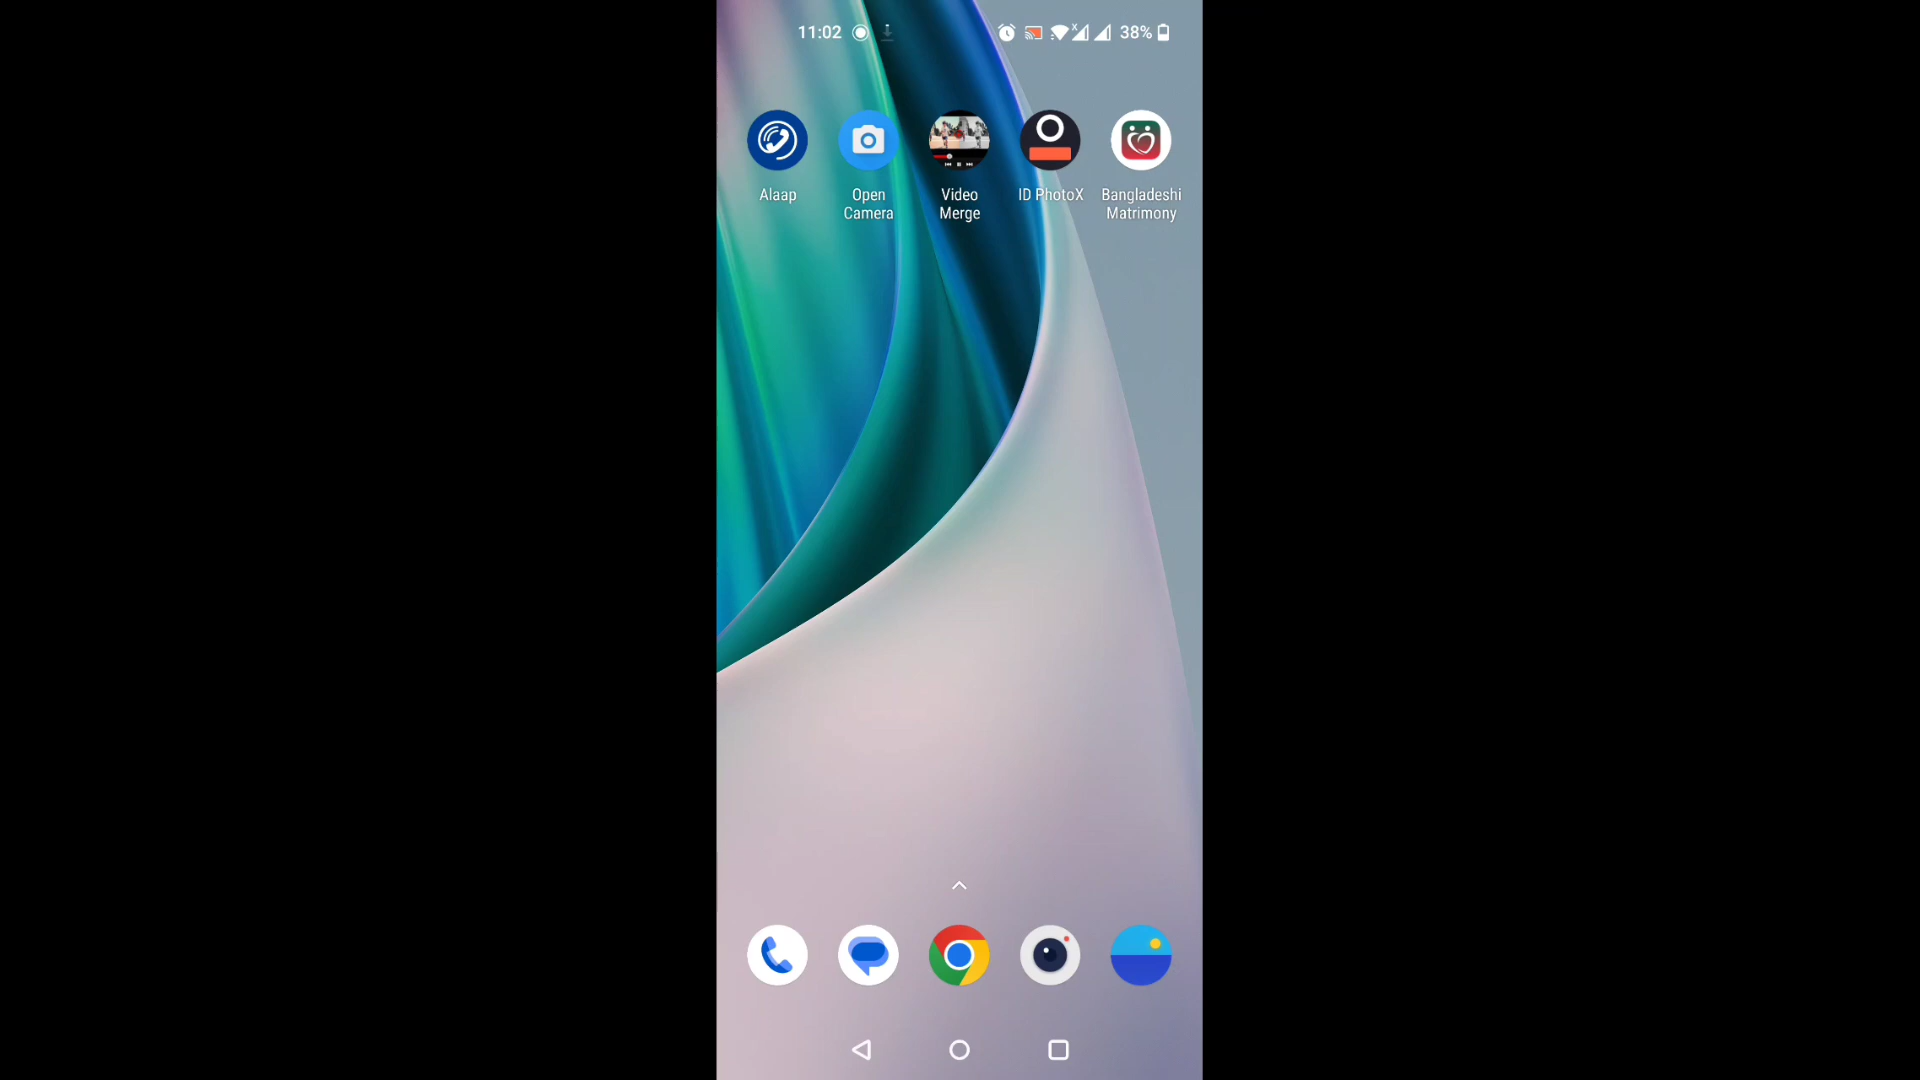 11:02 38%
Alaap
Open
Camera
Video
Merge
ID PhotoX
Bangladeshi
Matrimony